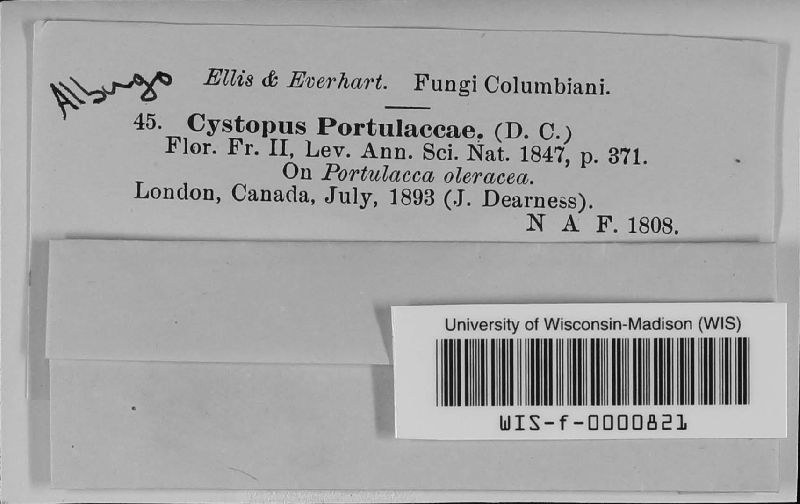 Albugo
Ellis & Everhart. Fungi Columbiani.
45. Cystopus Portulaccae, (D. C.)
Flor. Fr. II, Lev. Ann. Sci. Nat. 1847, p. 371.
On Portulacca oleracea.
London, Canada, July, 1893 (J. Dearness).
N A F. 1808.
University of Wisconsin-Madison (WIS)
WIS-f-0000821